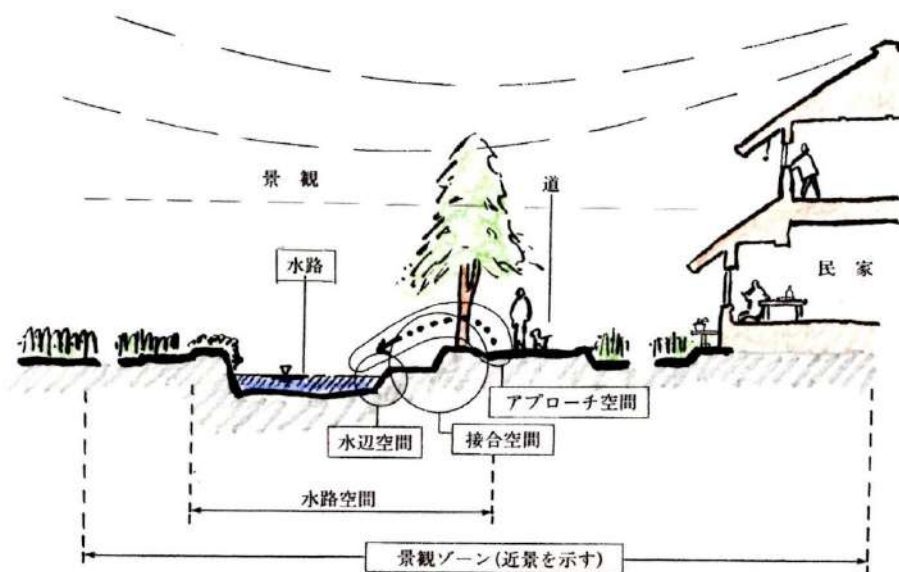 景観
道
水路
民家
アプローチ空間
水辺空間
接合空間
水路空間
景観ゾーン(近景を示す)